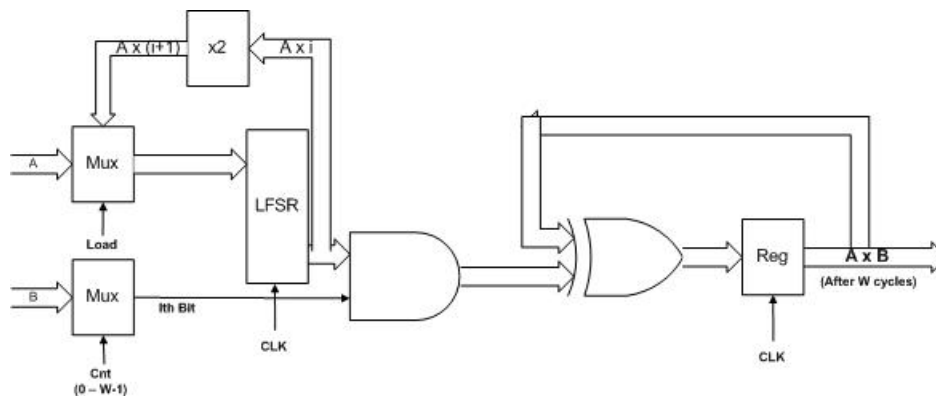 A x (i+1)
x2
A x i
A
Mux
LFSR
Load
B
Mux
Ith Bit
CLK
Cnt
(0 – W-1)
Reg
A x B
(After W cycles)
CLK